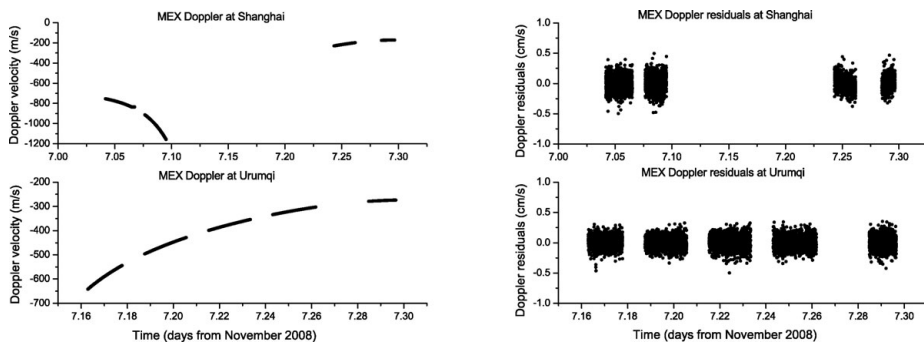 MEX Doppler at Shanghai
Doppler velocity (m/s)
0
-200
-400
-600
-800
-1000
-1200
7.00 7.05 7.10 7.15 7.20 7.25 7.30
MEX Doppler residuals at Shanghai
Doppler residuals (cm/s)
1.0
0.5
0.0
-0.5
-1.0
7.00 7.05 7.10 7.15 7.20 7.25 7.30
MEX Doppler at Urumqi
Doppler velocity (m/s)
-200
-300
-400
-500
-600
-700
7.16 7.18 7.20 7.22 7.24 7.26 7.28 7.30
Time (days from November 2008)
MEX Doppler residuals at Urumqi
Doppler residuals (cm/s)
1.0
0.5
0.0
-0.5
-1.0
7.16 7.18 7.20 7.22 7.24 7.26 7.28 7.30
Time (days from November 2008)